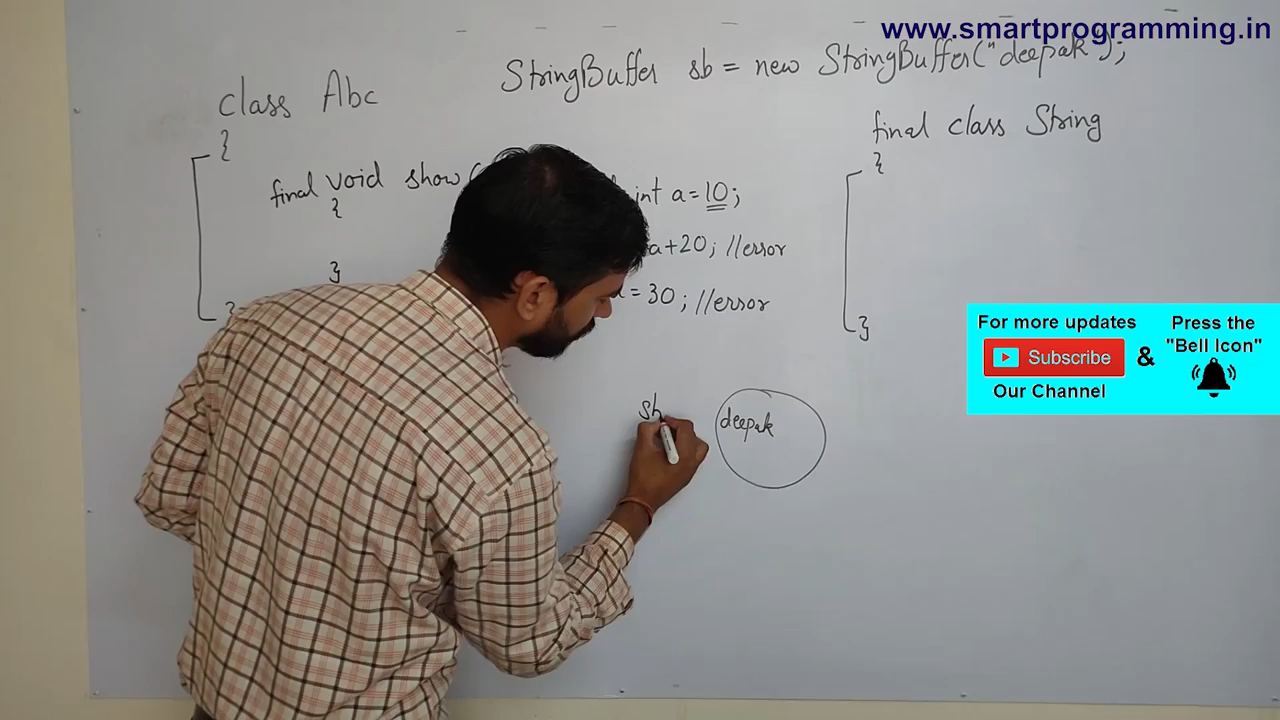 www.smartprogramming.in
StringBuffer sb = new StringBuffer("deepak");
class Abc
{
final void show (
{
}
}
int a = 10;
a+20; //error
= 30; //error
final class String
{
}
For more updates
Subscribe
&
Our Channel
Press the
"Bell Icon"
sb
deepak